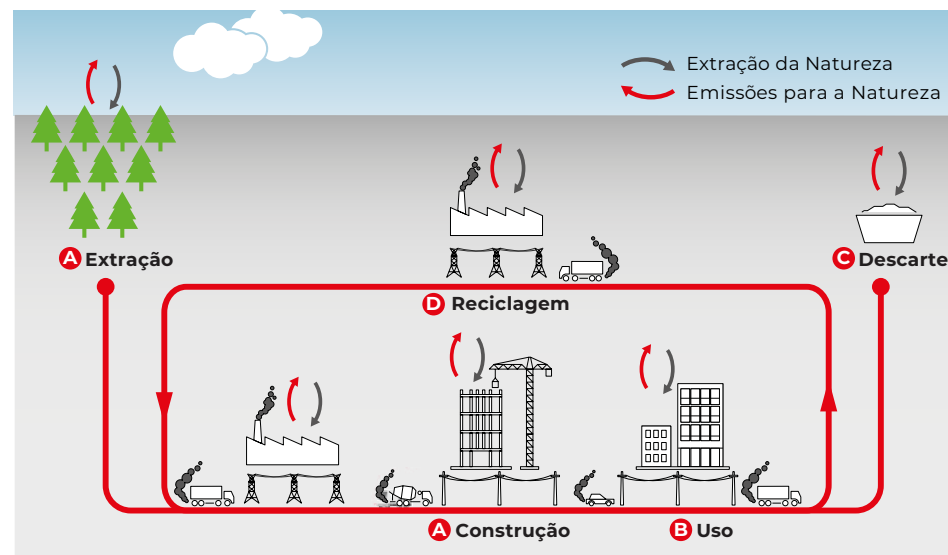 Extração da Natureza
Emissões para a Natureza
A Extração
C Descarte
D Reciclagem
A Construção
B Uso